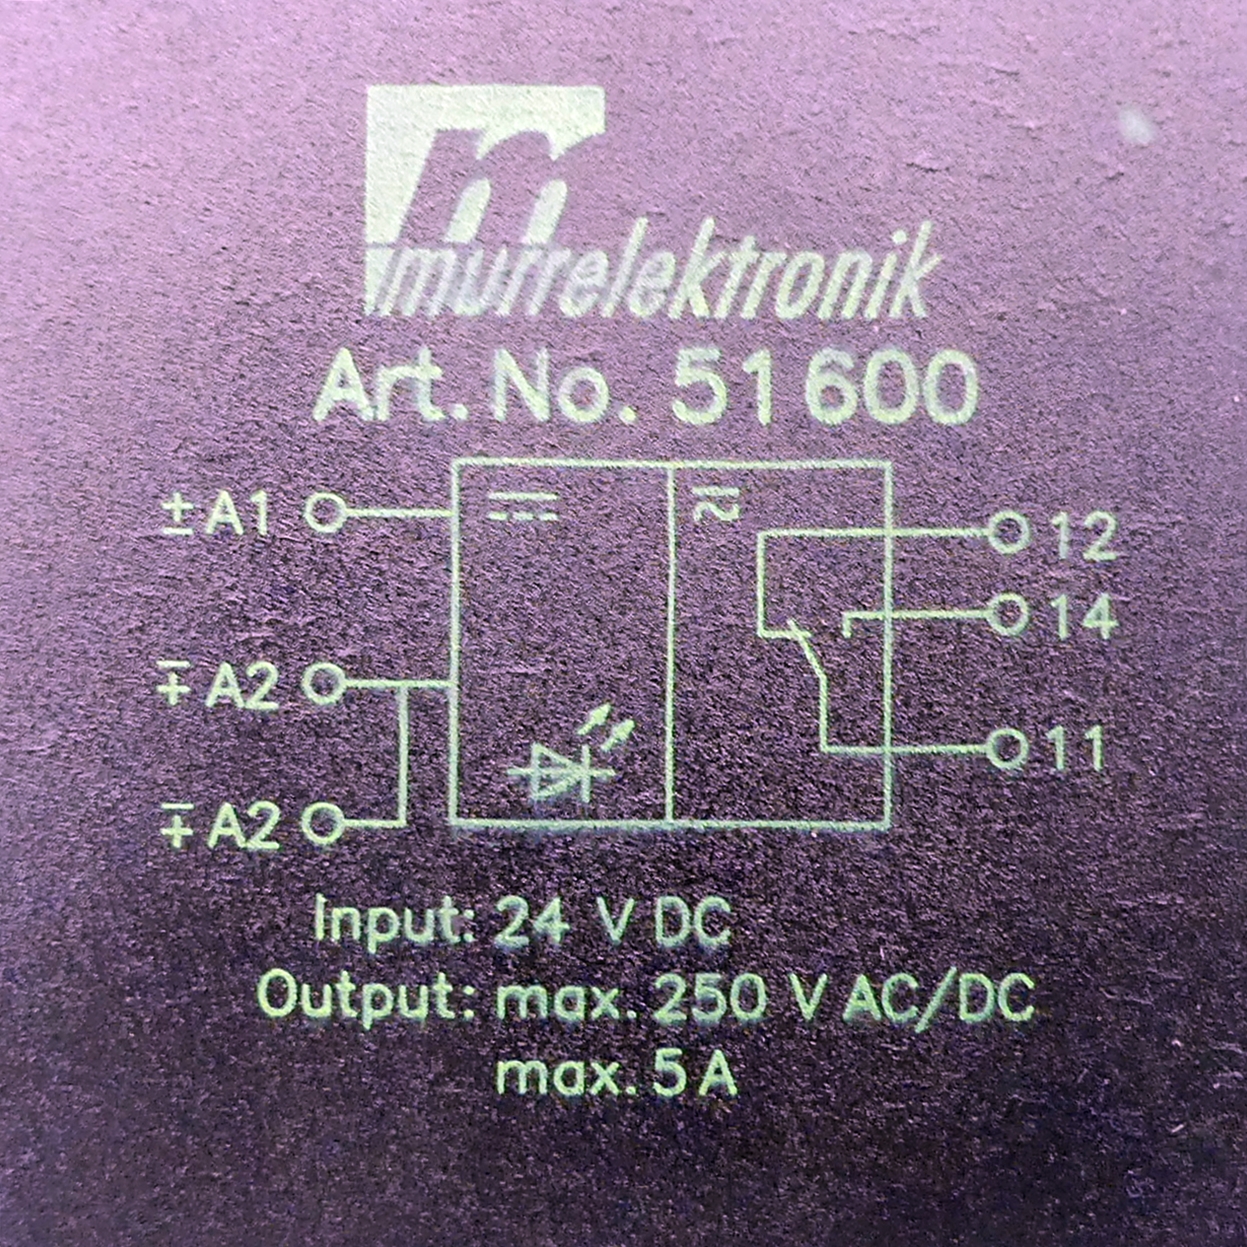 murrelektronik
Art. No. 51600
± A1
12
14
∓ A2
11
∓ A2
Input: 24 V DC
Output: max. 250 V AC/DC
max. 5 A